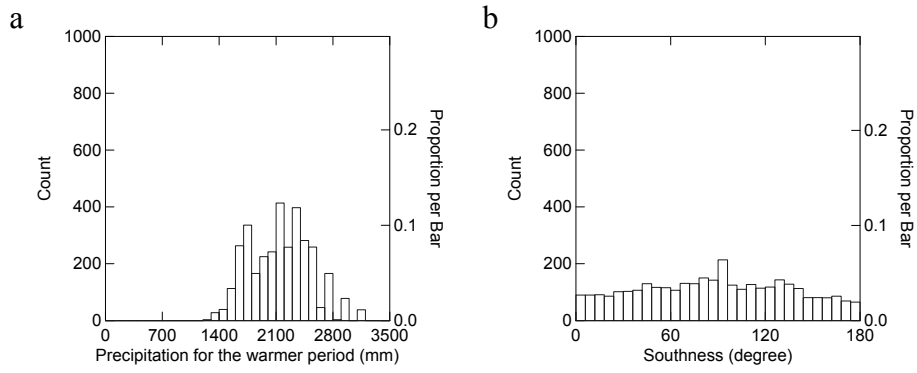 a
1000
800
600
400
200
0
Count
0.2
0.1
0.0
Proportion per Bar
0 700 1400 2100 2800 3500
Precipitation for the warmer period (mm)
b
1000
800
600
400
200
0
Count
0.2
0.1
0.0
Proportion per Bar
0 60 120 180
Southness (degree)